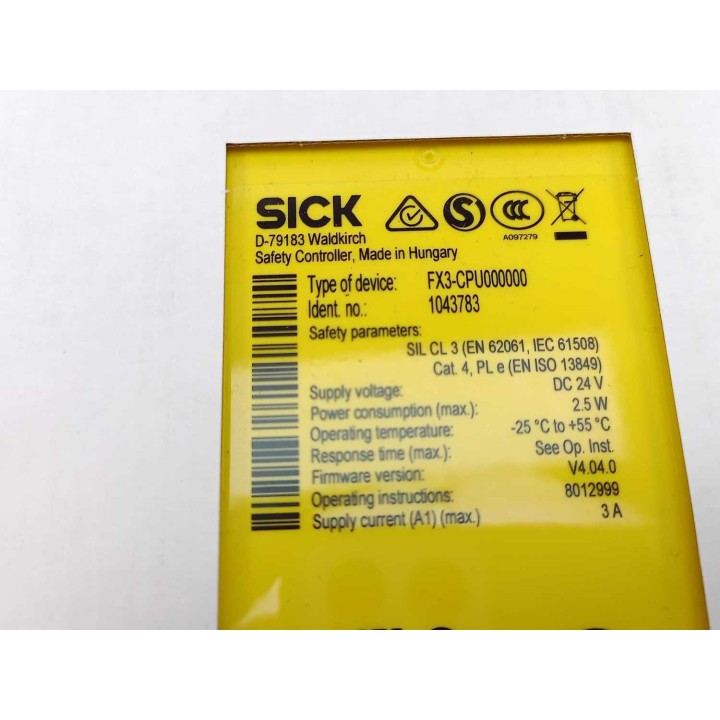 SICK
A097279
D-79183 Waldkirch
Safety Controller, Made in Hungary
Type of device: FX3-CPU000000
Ident. no.: 1043783
Safety parameters:
SIL CL 3 (EN 62061, IEC 61508)
Cat. 4, PL e (EN ISO 13849)
Supply voltage: DC 24 V
Power consumption (max.): 2.5 W
Operating temperature: -25 °C to +55 °C
Response time (max.): See Op. Inst.
Firmware version: V4.04.0
Operating instructions: 8012999
Supply current (A1) (max.) 3 A